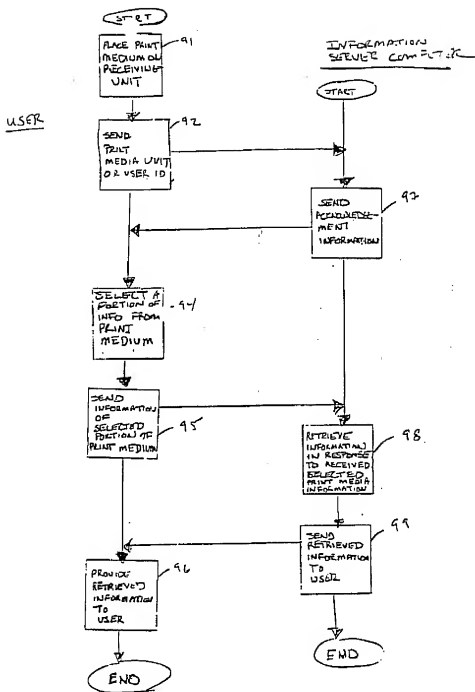 START
PLACE PRINT
MEDIUM ON
RECEIVING
UNIT
91
INFORMATION
SERVER COMPUTER
START
USER
92
SEND
PRINT
MEDIA UNIT
OR USER ID
97
SEND
ACKNOWLEDGE-
MENT
INFORMATION
SELECT A
PORTION OF
INFO FROM
PRINT
MEDIUM
94
SEND
INFORMATION
OF
SELECTED
PORTION OF
PRINT MEDIUM
95
RETRIEVE
INFORMATION
IN RESPONSE
TO RECEIVED
SELECTED
PRINT MEDIA
INFORMATION
98
SEND
RETRIEVED
INFORMATION
TO
USER
99
PROVIDE
RETRIEVED
INFORMATION
TO
USER
96
END
END